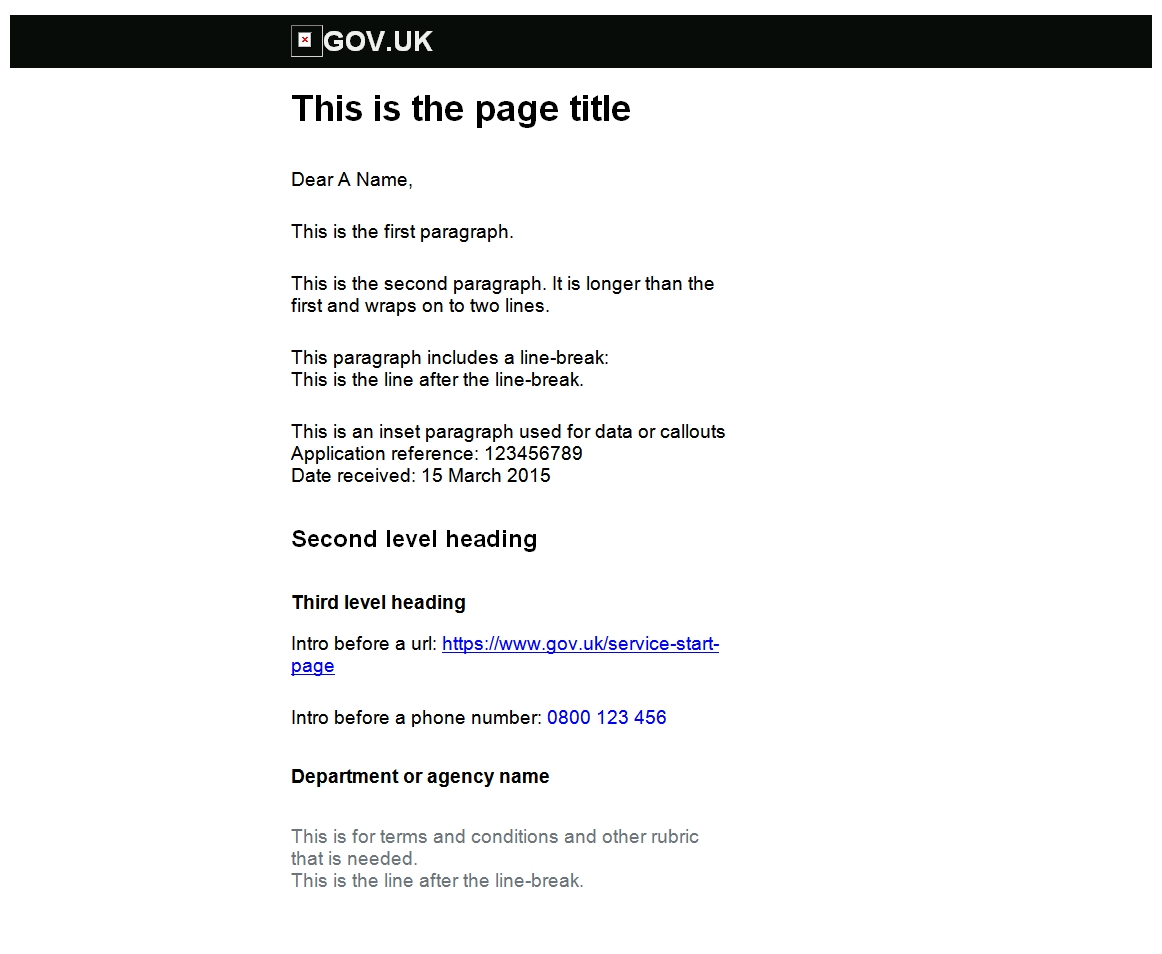 GOV.UK
This is the page title
Dear A Name,
This is the first paragraph.
This is the second paragraph. It is longer than the
first and wraps on to two lines.
This paragraph includes a line-break:
This is the line after the line-break.
This is an inset paragraph used for data or callouts
Application reference: 123456789
Date received: 15 March 2015
Second level heading
Third level heading
Intro before a url: https://www.gov.uk/service-start-
page
Intro before a phone number: 0800 123 456
Department or agency name
This is for terms and conditions and other rubric
that is needed.
This is the line after the line-break.